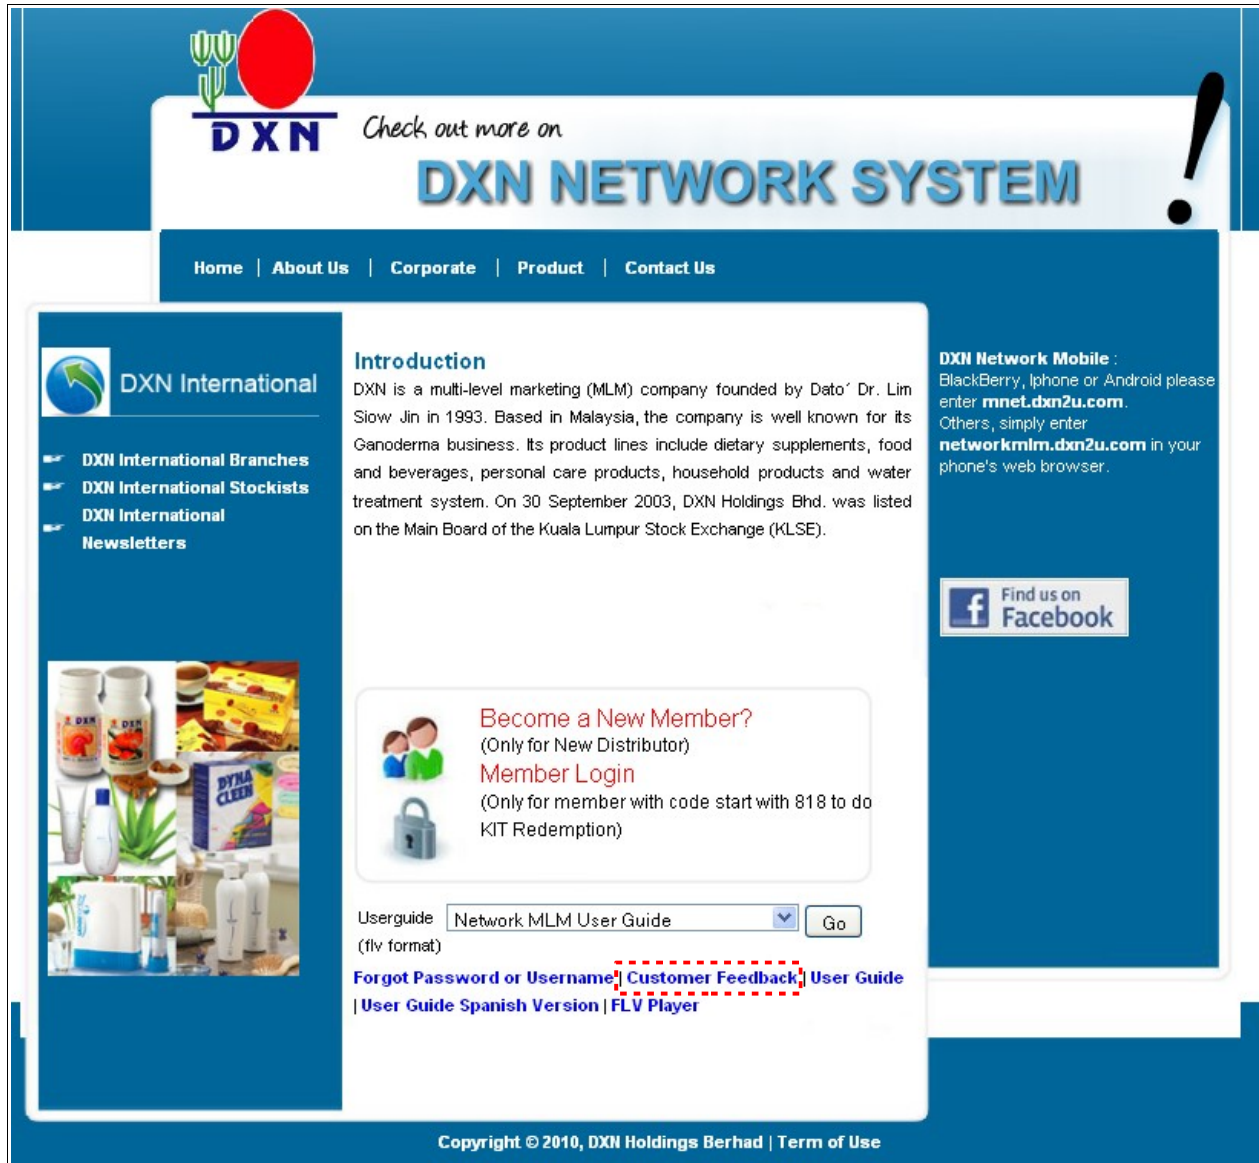 DXN
Check out more on
DXN NETWORK SYSTEM
!
Home | About Us | Corporate | Product | Contact Us
DXN International
DXN International Branches
DXN International Stockists
DXN International
Newsletters
DXN DXN
DYNA
CLEEN
Introduction
DXN is a multi-level marketing (MLM) company founded by Dato´ Dr. Lim
Siow Jin in 1993. Based in Malaysia, the company is well known for its
Ganoderma business. Its product lines include dietary supplements, food
and beverages, personal care products, household products and water
treatment system. On 30 September 2003, DXN Holdings Bhd. was listed
on the Main Board of the Kuala Lumpur Stock Exchange (KLSE).
Become a New Member?
(Only for New Distributor)
Member Login
(Only for member with code start with 818 to do
KIT Redemption)
Userguide Network MLM User Guide Go
(flv format)
Forgot Password or Username | Customer Feedback | User Guide
| User Guide Spanish Version | FLV Player
DXN Network Mobile :
BlackBerry, Iphone or Android please
enter mnet.dxn2u.com.
Others, simply enter
networkmlm.dxn2u.com in your
phone's web browser.
Find us on
Facebook
Copyright © 2010, DXN Holdings Berhad | Term of Use